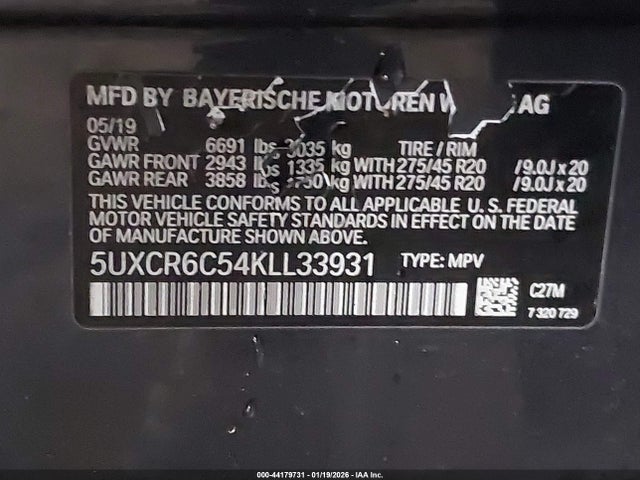 MFD BY BAYERISCHE MOTOREN W AG
05/19
GVWR 6691 lbs 3035 kg TIRE / RIM
GAWR FRONT 2943 lbs 1335 kg WITH 275/45 R20 /9.0J x 20
GAWR REAR 3858 lbs 1750 kg WITH 275/45 R20 /9.0J x 20
THIS VEHICLE CONFORMS TO ALL APPLICABLE U.S. FEDERAL
MOTOR VEHICLE SAFETY STANDARDS IN EFFECT ON THE DATE
OF MANUFACTURE SHOWN ABOVE.
5UXCR6C54KLL33931 TYPE: MPV
C27M
7 320 729
000-44179731 - 01/19/2026 - IAA Inc.